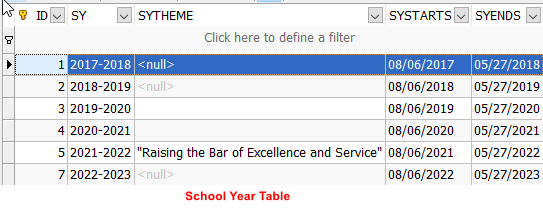 ID SY SYTHEME SYSTARTS SYENDS
Click here to define a filter
1 2017-2018 <null> 08/06/2017 05/27/2018
2 2018-2019 <null> 08/06/2018 05/27/2019
3 2019-2020 08/06/2019 05/27/2020
4 2020-2021 08/06/2020 05/27/2021
5 2021-2022 "Raising the Bar of Excellence and Service" 08/06/2021 05/27/2022
7 2022-2023 <null> 08/06/2022 05/27/2023
School Year Table